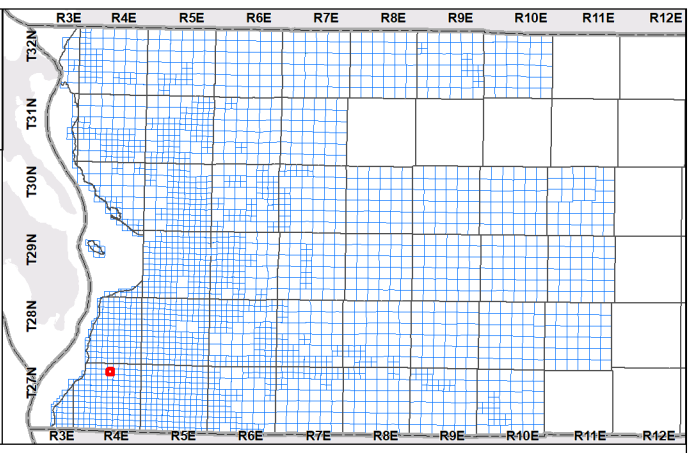 R3E R4E R5E R6E R7E R8E R9E R10E R11E R12E
T32N
T31N
T30N
T29N
T28N
T27N
R3E R4E R5E R6E R7E R8E R9E R10E R11E R12E